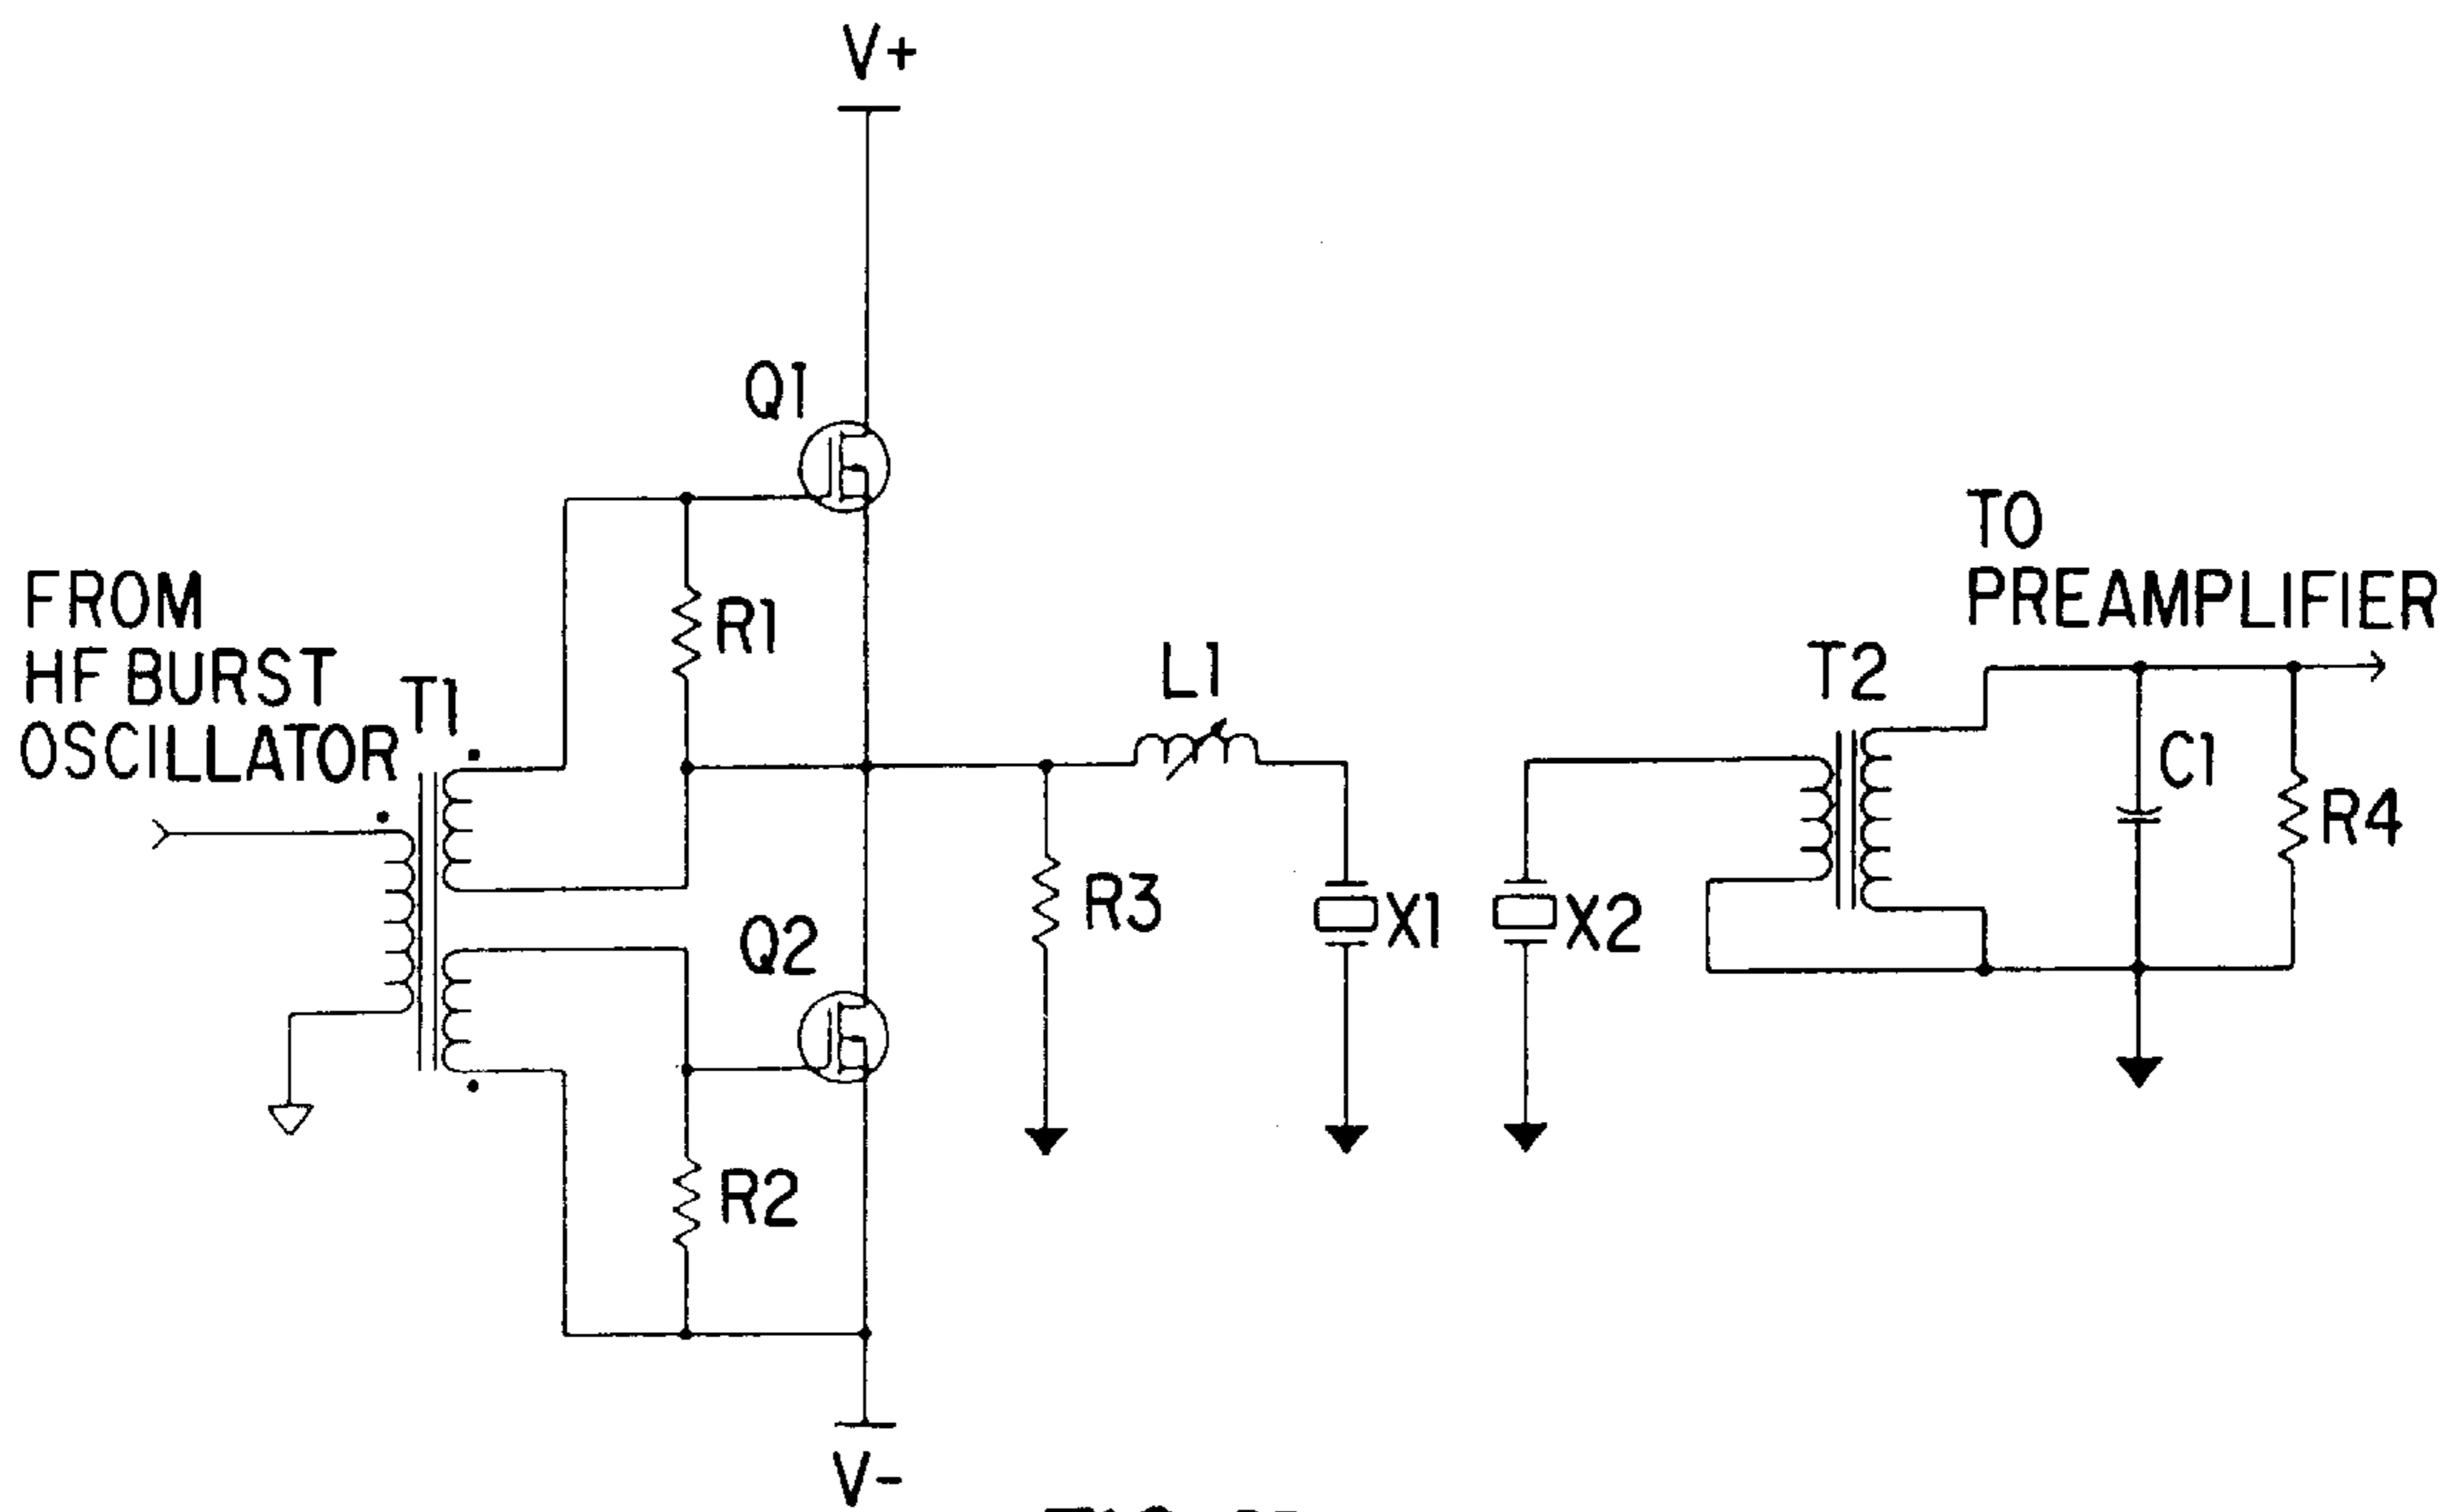 V+
Q1
TO
PREAMPLIFIER
FROM
HF BURST
OSCILLATOR
R1
T1
L1
T2
C1
R4
Q2
R3
X1
X2
R2
V-